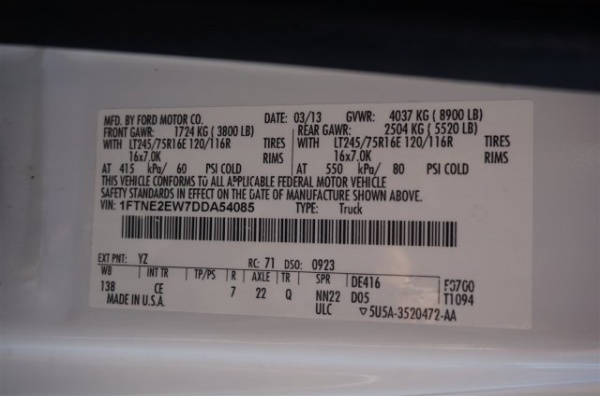 MFD. BY FORD MOTOR CO. DATE: 03/13 GVWR: 4037 KG ( 8900 LB)
FRONT GAWR: 1724 KG ( 3800 LB) REAR GAWR: 2504 KG ( 5520 LB)
WITH LT245/75R16E 120/116R TIRES WITH LT245/75R16E 120/116R TIRES
16x7.0K RIMS 16x7.0K RIMS
AT 415 kPa/ 60 PSI COLD AT 550 kPa/ 80 PSI COLD
THIS VEHICLE CONFORMS TO ALL APPLICABLE FEDERAL MOTOR VEHICLE
SAFETY STANDARDS IN EFFECT ON THE DATE OF MANUFACTURE SHOWN ABOVE.
VIN: 1FTNE2EW7DDA54085 TYPE: Truck
EXT PNT: YZ RC: 71 DSO: 0923
WB INT TR TP/PS R AXLE TR SPR DE416
138 CE 7 22 Q NN22 D05 T1094
MADE IN U.S.A. ULC ▽5U5A-3520472-AA